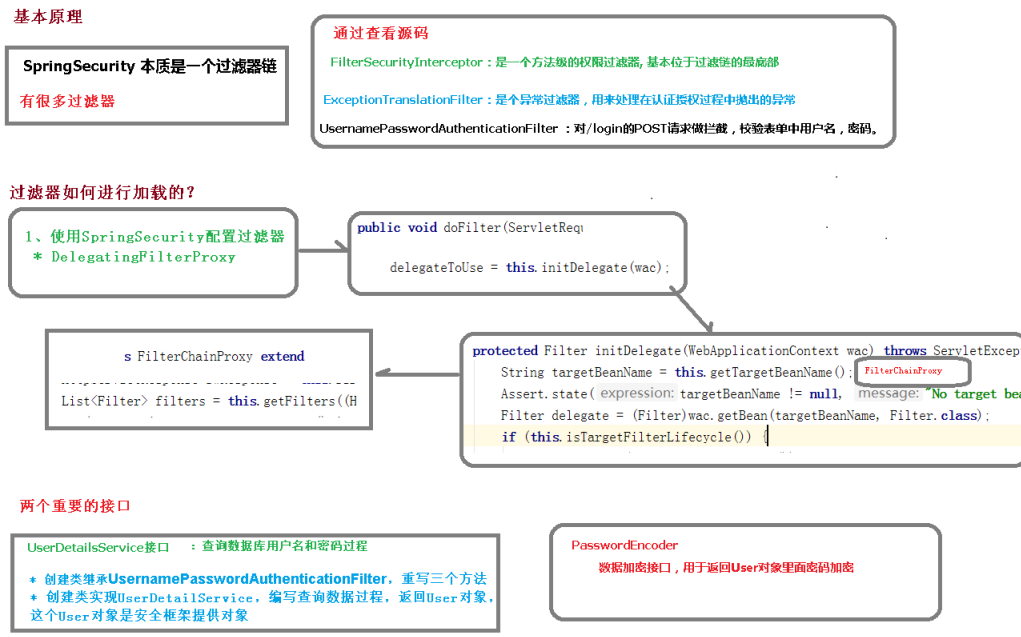 基本原理
SpringSecurity 本质是一个过滤器链
有很多过滤器
通过查看源码
FilterSecurityInterceptor：是一个方法级的权限过滤器, 基本位于过滤链的最底部
ExceptionTranslationFilter：是个异常过滤器，用来处理在认证授权过程中抛出的异常
UsernamePasswordAuthenticationFilter ：对/login的POST请求做拦截，校验表单中用户名，密码。
过滤器如何进行加载的？
1、使用SpringSecurity配置过滤器
* DelegatingFilterProxy
public void doFilter(ServletRequ
delegateToUse = this.initDelegate(wac);
s FilterChainProxy extend
List<Filter> filters = this.getFilters((H
protected Filter initDelegate(WebApplicationContext wac) throws ServletExcep
String targetBeanName = this.getTargetBeanName();
FilterChainProxy
Assert.state( expression: targetBeanName != null, message: "No target bea
Filter delegate = (Filter)wac.getBean(targetBeanName, Filter.class);
if (this.isTargetFilterLifecycle()) {
两个重要的接口
UserDetailsService接口 ：查询数据库用户名和密码过程
* 创建类继承UsernamePasswordAuthenticationFilter，重写三个方法
* 创建类实现UserDetailService，编写查询数据过程，返回User对象，
这个User对象是安全框架提供对象
PasswordEncoder
数据加密接口，用于返回User对象里面密码加密